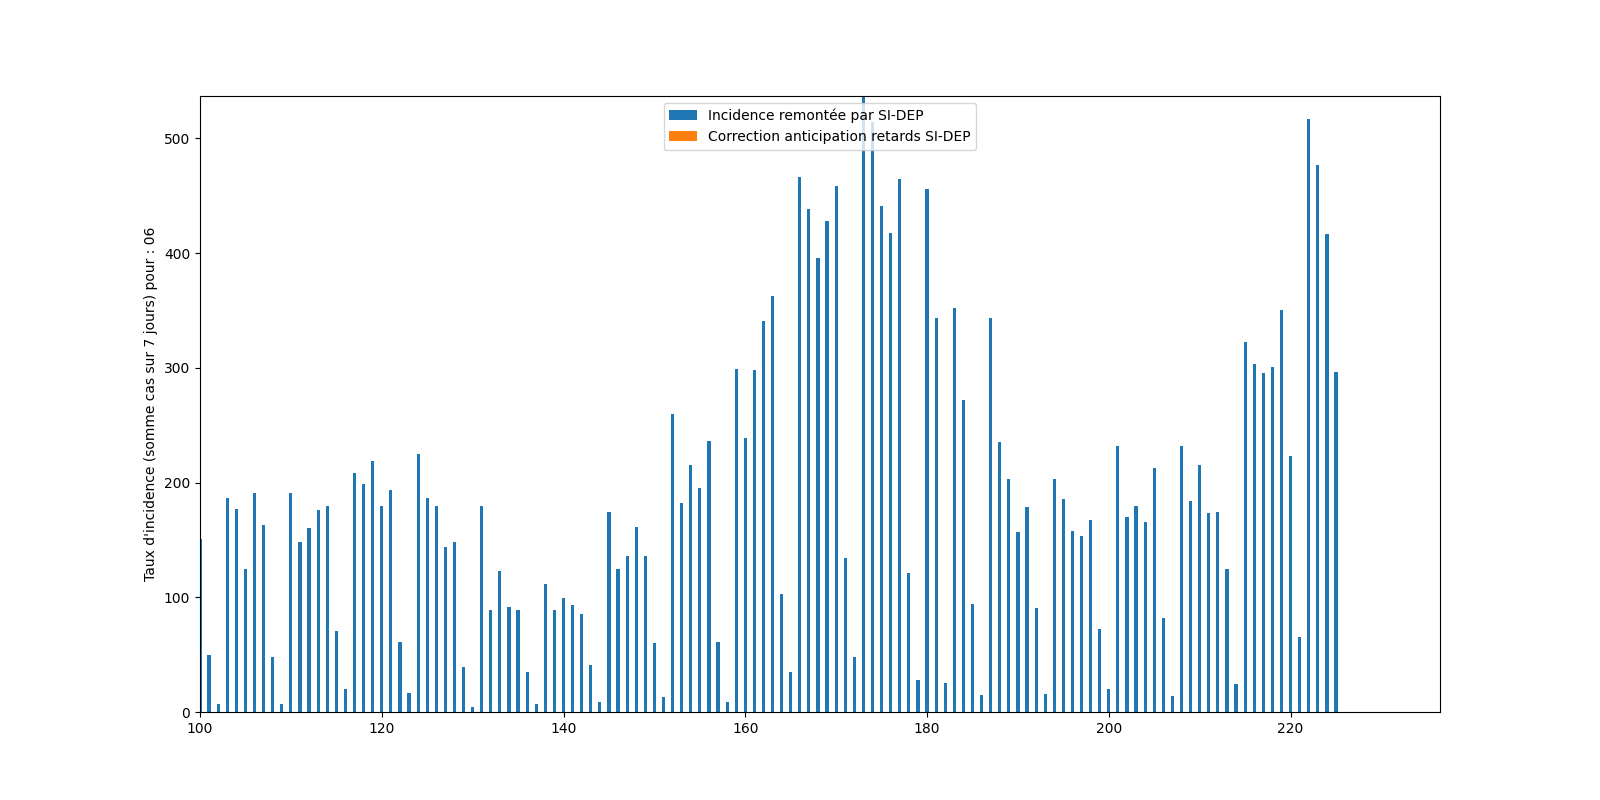 Incidence remontée par SI-DEP
Correction anticipation retards SI-DEP
Taux d'incidence (somme cas sur 7 jours) pour : 06
500
400
300
200
100
0
100 120 140 160 180 200 220